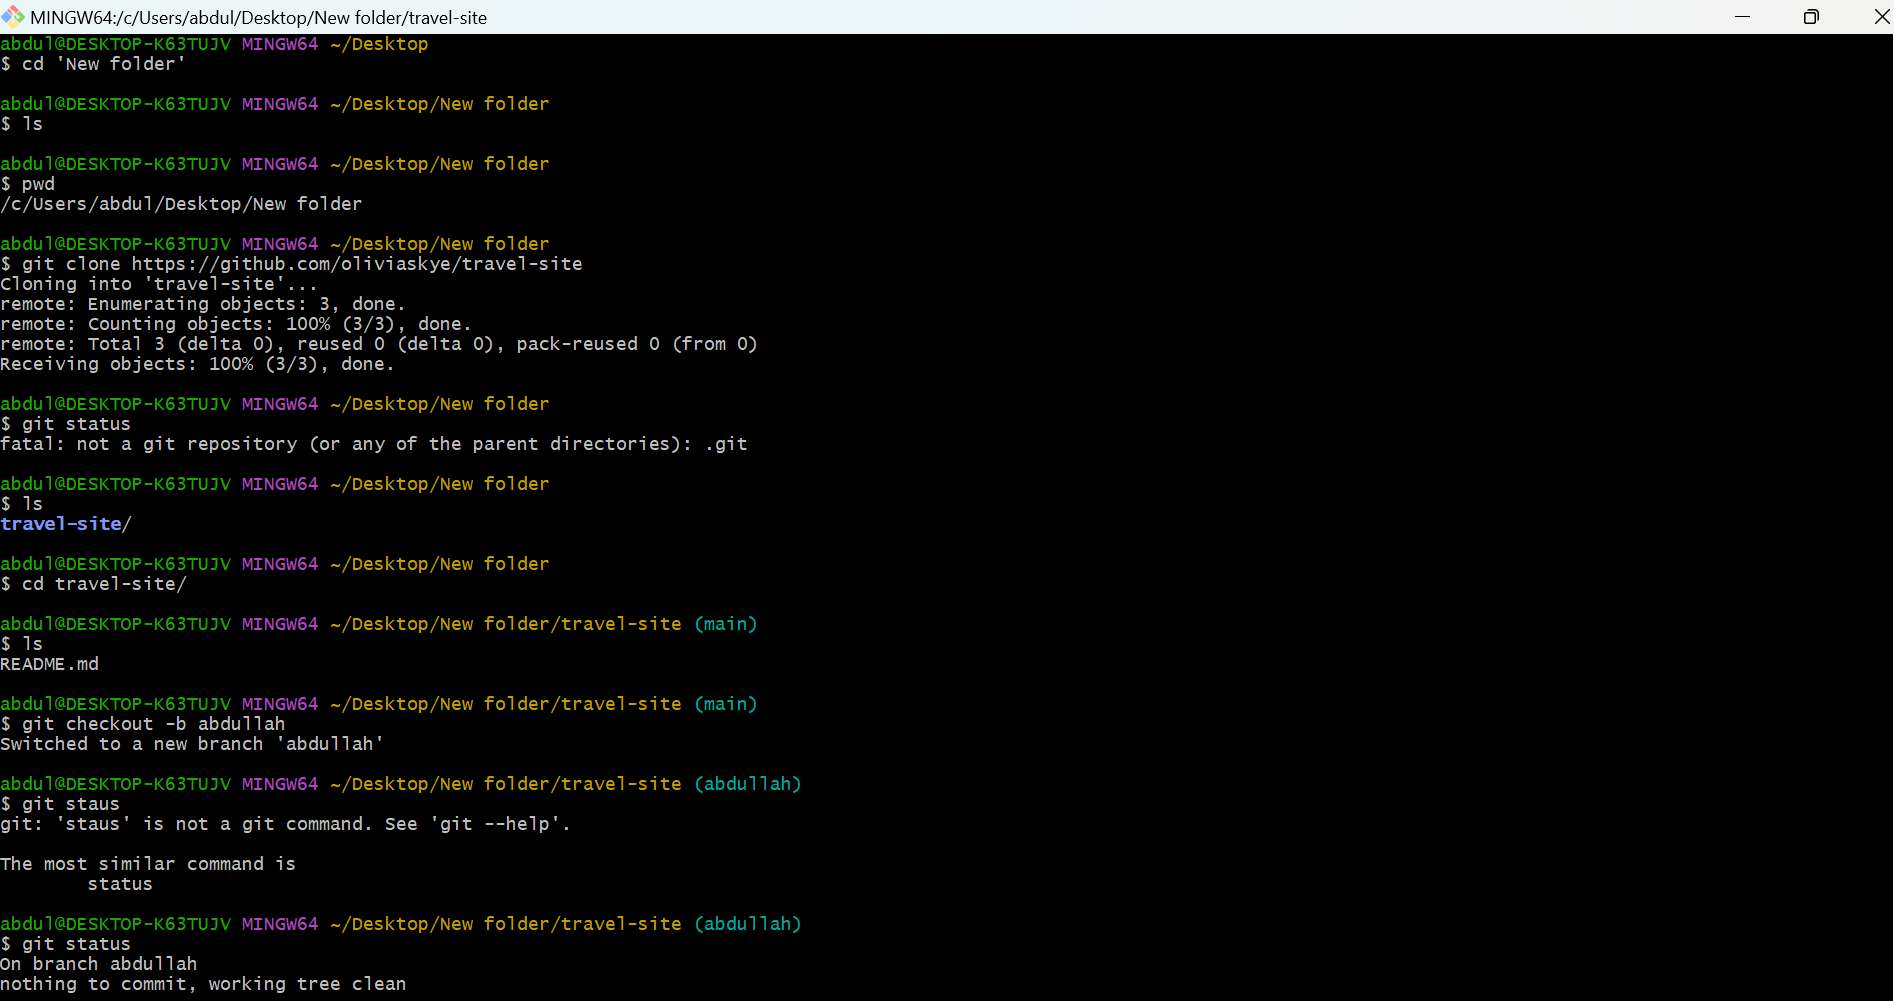 MINGW64:/c/Users/abdul/Desktop/New folder/travel-site
abdul@DESKTOP-K63TUJV MINGW64 ~/Desktop
$ cd 'New folder'
abdul@DESKTOP-K63TUJV MINGW64 ~/Desktop/New folder
$ ls
abdul@DESKTOP-K63TUJV MINGW64 ~/Desktop/New folder
$ pwd
/c/Users/abdul/Desktop/New folder
abdul@DESKTOP-K63TUJV MINGW64 ~/Desktop/New folder
$ git clone https://github.com/oliviaskye/travel-site
Cloning into 'travel-site'...
remote: Enumerating objects: 3, done.
remote: Counting objects: 100% (3/3), done.
remote: Total 3 (delta 0), reused 0 (delta 0), pack-reused 0 (from 0)
Receiving objects: 100% (3/3), done.
abdul@DESKTOP-K63TUJV MINGW64 ~/Desktop/New folder
$ git status
fatal: not a git repository (or any of the parent directories): .git
abdul@DESKTOP-K63TUJV MINGW64 ~/Desktop/New folder
$ ls
travel-site/
abdul@DESKTOP-K63TUJV MINGW64 ~/Desktop/New folder
$ cd travel-site/
abdul@DESKTOP-K63TUJV MINGW64 ~/Desktop/New folder/travel-site (main)
$ ls
README.md
abdul@DESKTOP-K63TUJV MINGW64 ~/Desktop/New folder/travel-site (main)
$ git checkout -b abdullah
Switched to a new branch 'abdullah'
abdul@DESKTOP-K63TUJV MINGW64 ~/Desktop/New folder/travel-site (abdullah)
$ git staus
git: 'staus' is not a git command. See 'git --help'.
The most similar command is
status
abdul@DESKTOP-K63TUJV MINGW64 ~/Desktop/New folder/travel-site (abdullah)
$ git status
On branch abdullah
nothing to commit, working tree clean